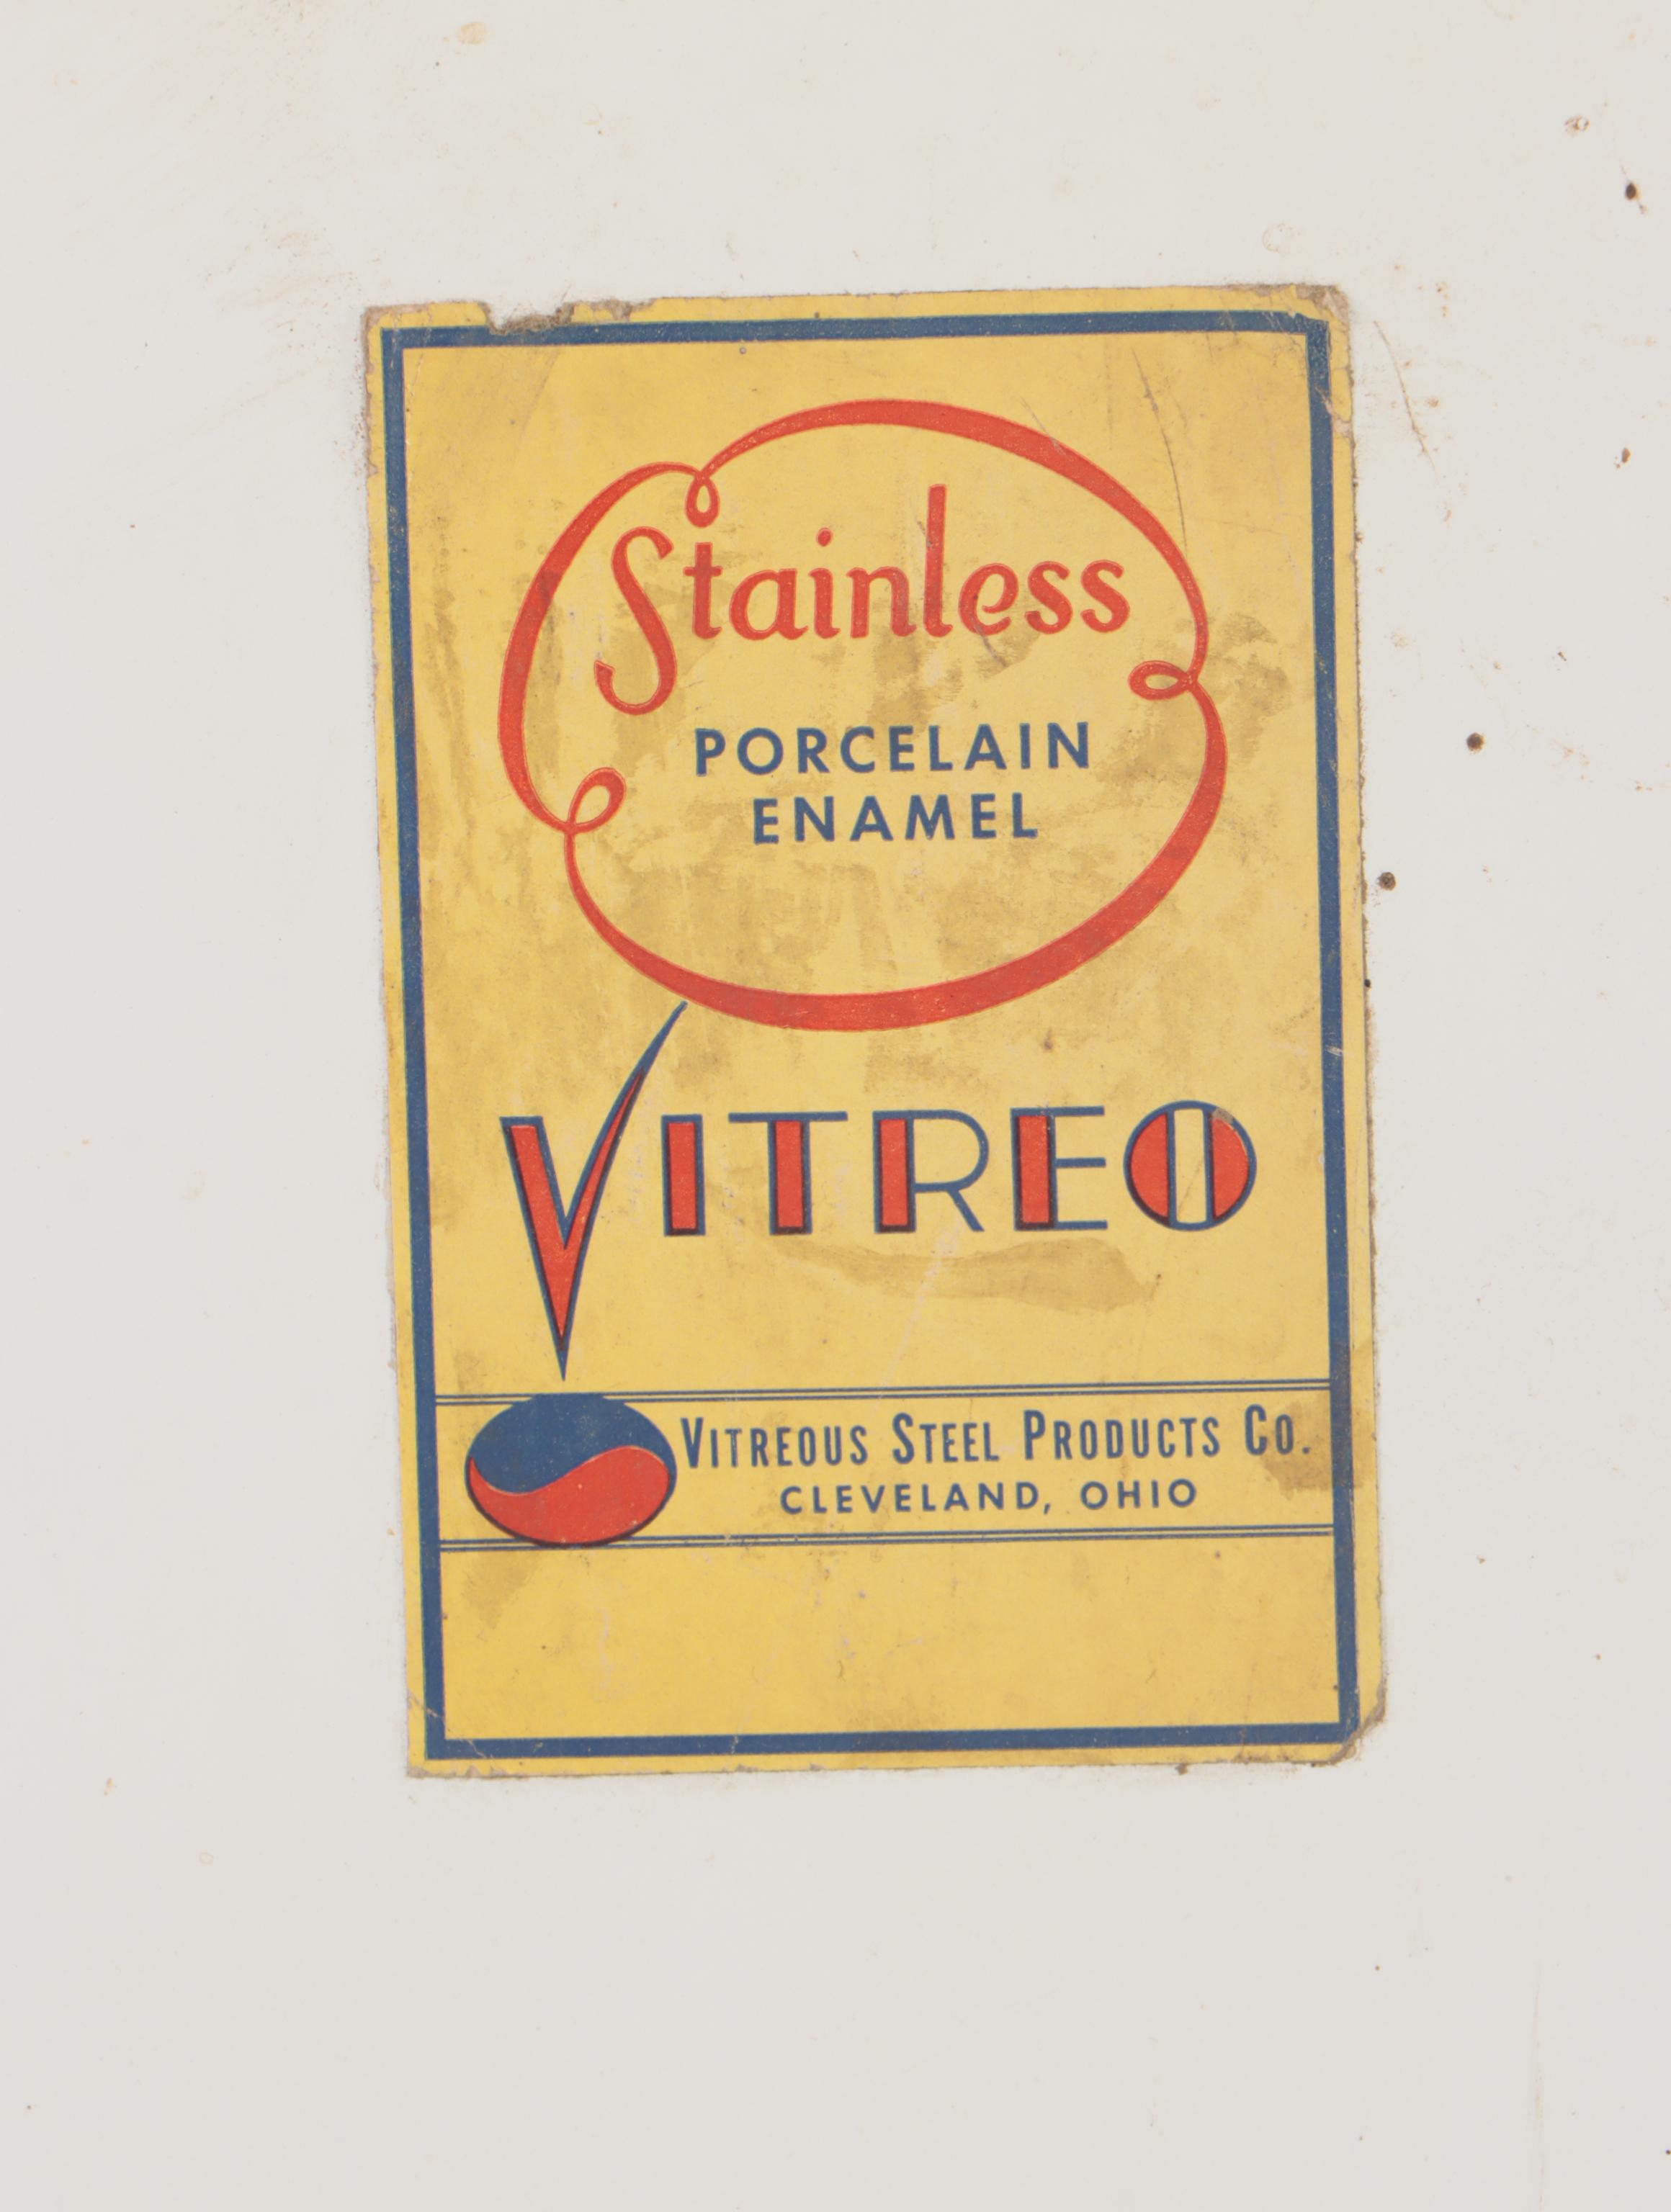 Stainless
PORCELAIN
ENAMEL
VITREO
VITREOUS STEEL PRODUCTS CO.
CLEVELAND, OHIO